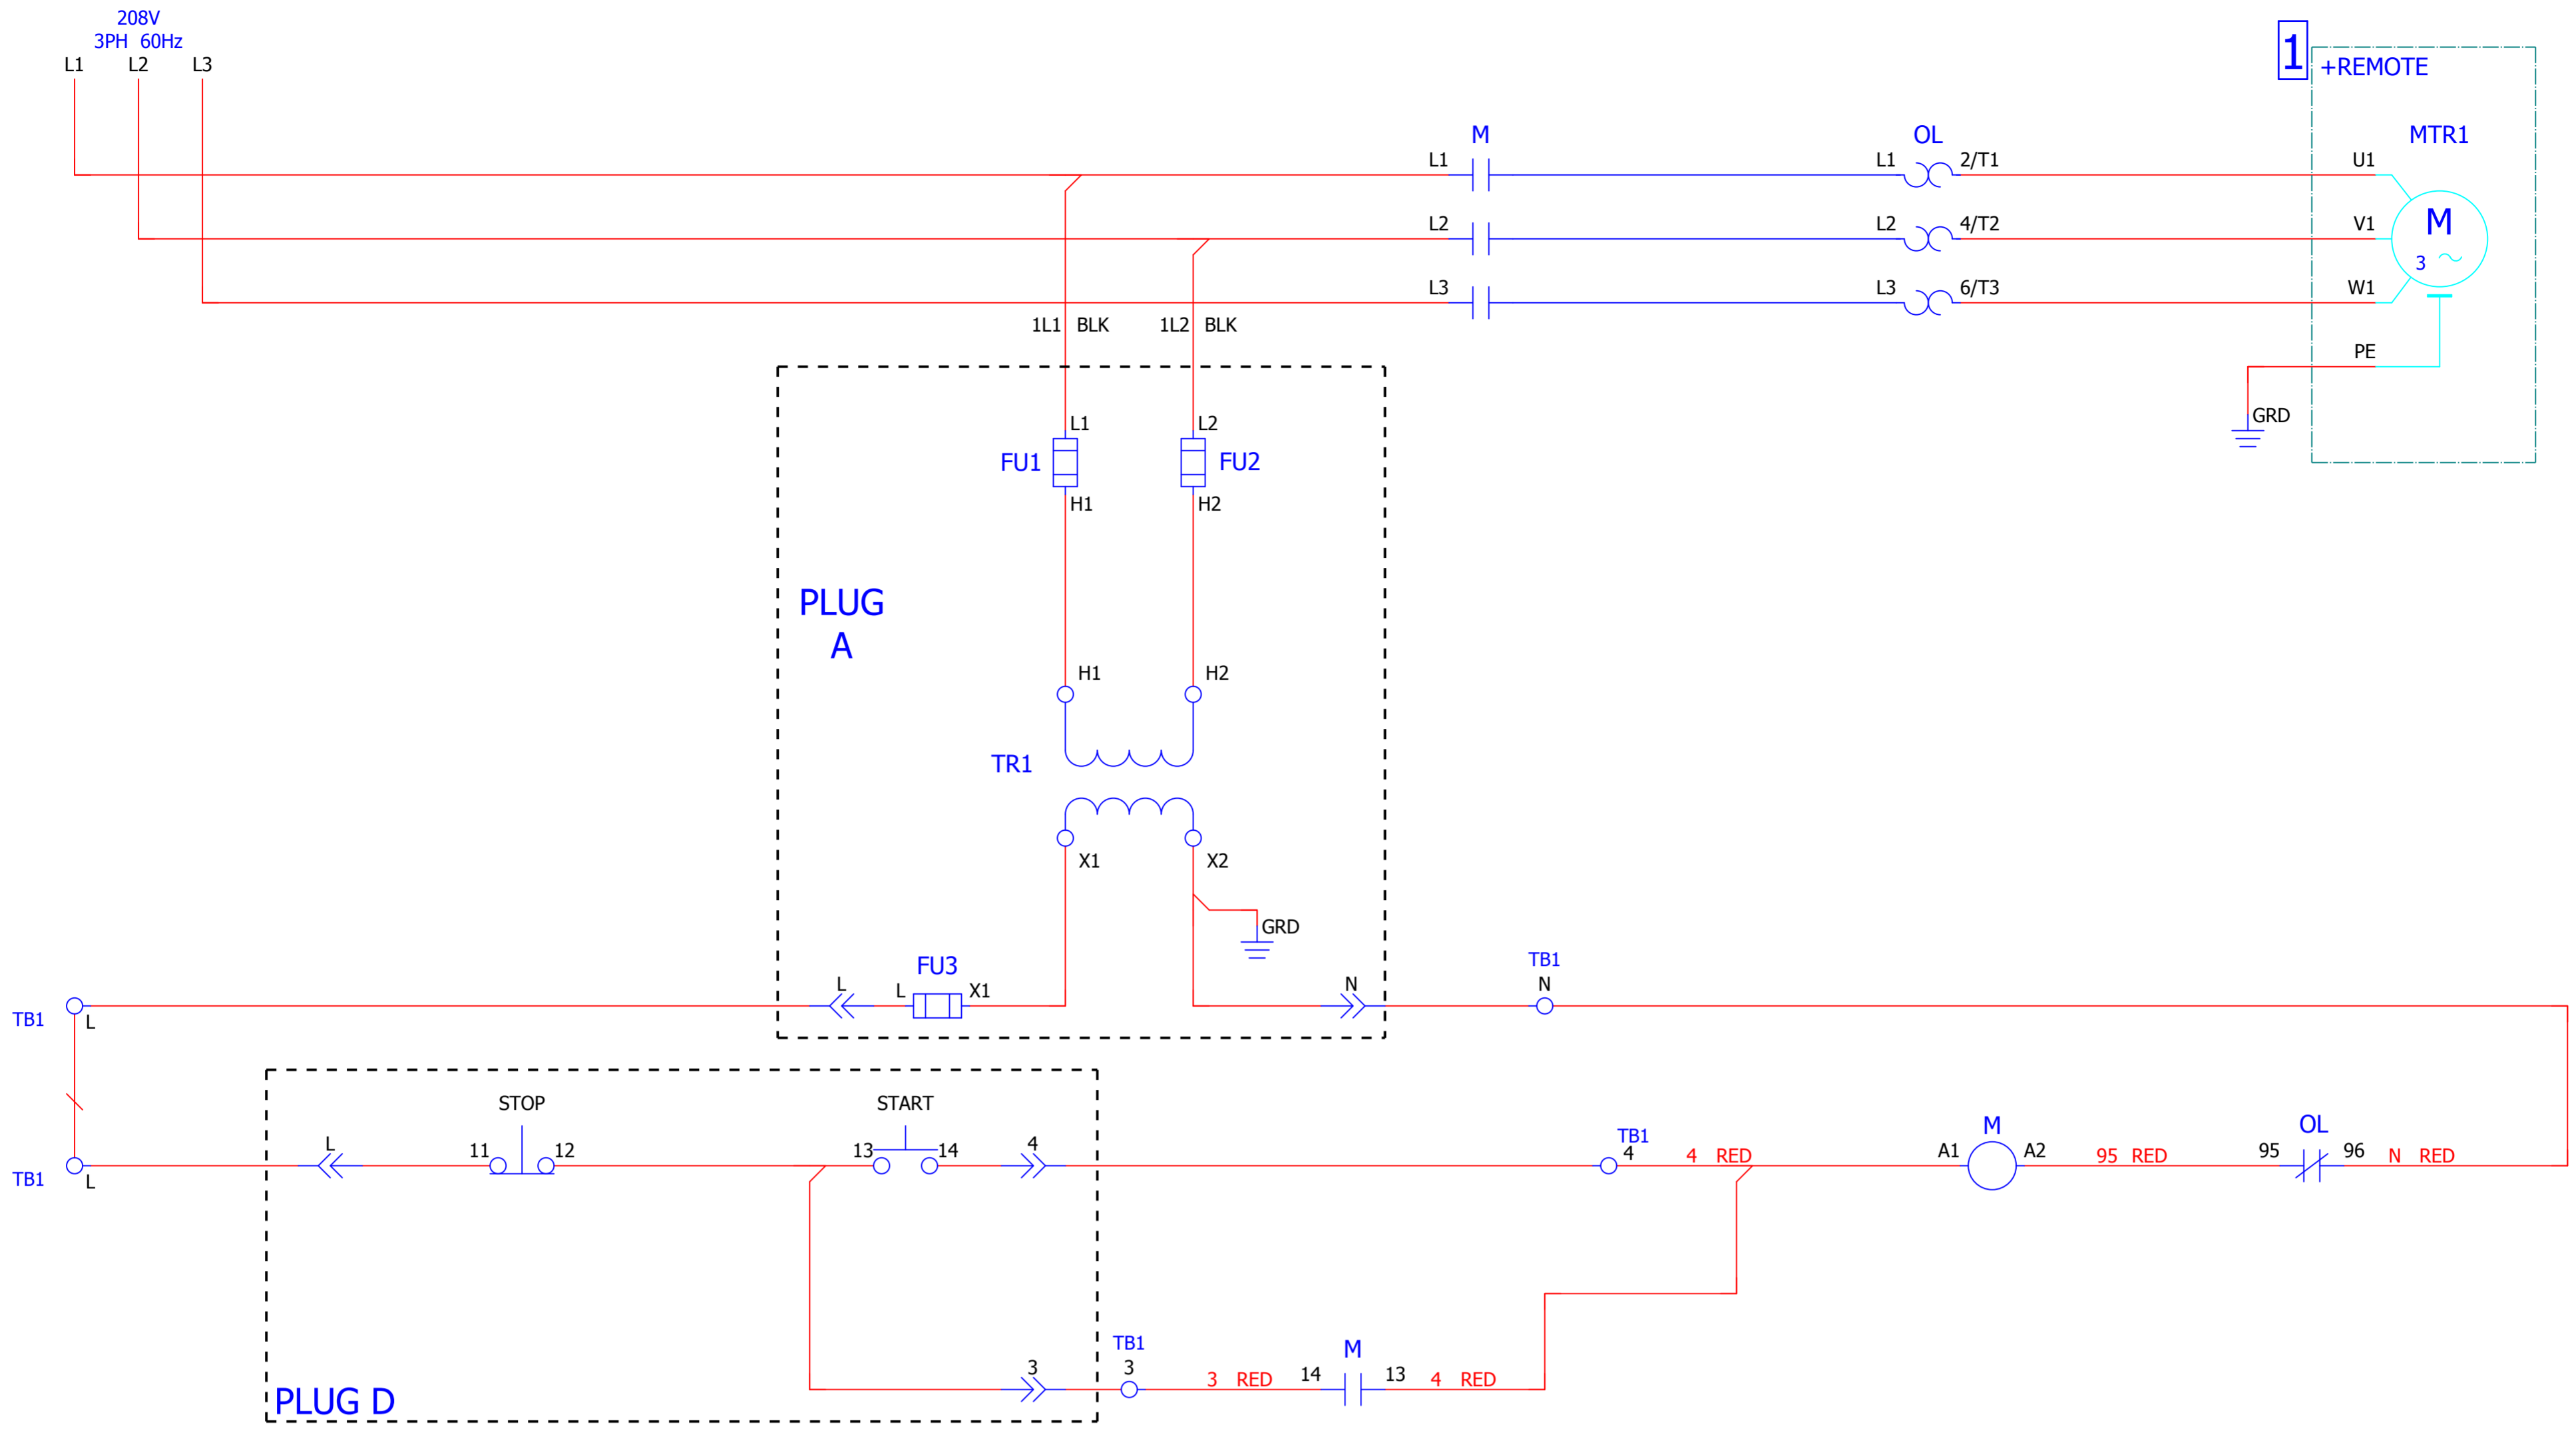 208V
3PH 60Hz
L1 L2 L3
1
+REMOTE
M OL MTR1
L1 L1 2/T1 U1
L2 L2 4/T2 V1
M
3
L3 L3 6/T3 W1
1L1 BLK 1L2 BLK
PE
GRD
L1 L2
FU1 FU2
H1 H2
PLUG
A
H1 H2
TR1
X1 X2
GRD
FU3 TB1
L L X1 N N
TB1 L
STOP START
L 11 12 13 14 4
TB1
4 4 RED
M
A1 A2
95 RED
OL
95 96
N RED
TB1 L
TB1 M
3 3 3 RED 14 13 4 RED
PLUG D